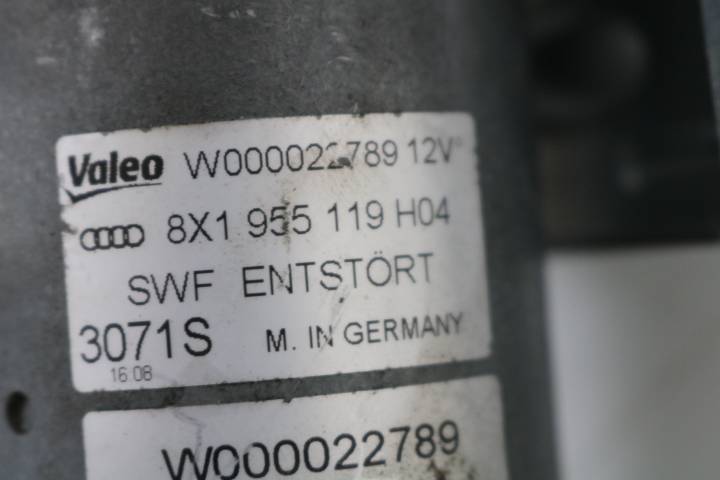 Valeo W000022789 12V
8X1 955 119 H04
SWF ENTSTÖRT
3071S M. IN GERMANY
16:08
W000022789